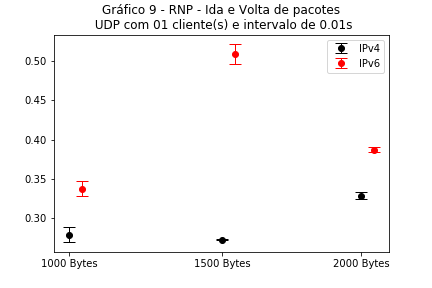 Gráfico 9 - RNP - Ida e Volta de pacotes
UDP com 01 cliente(s) e intervalo de 0.01s
IPv4
IPv6
0.50
0.45
0.40
0.35
0.30
1000 Bytes
1500 Bytes
2000 Bytes